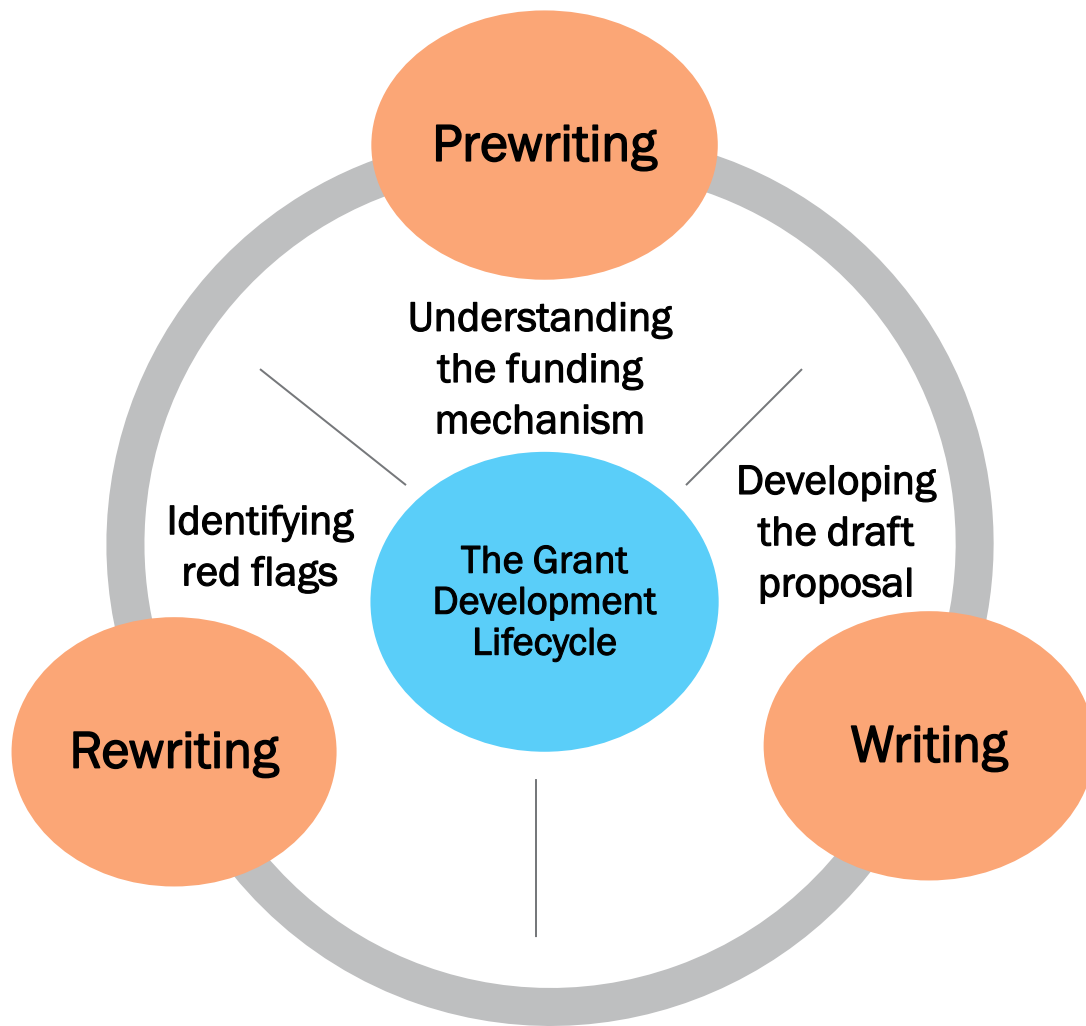 Prewriting
Understanding
the funding
mechanism
Developing
the draft
proposal
Identifying
red flags
The Grant
Development
Lifecycle
Writing
Rewriting